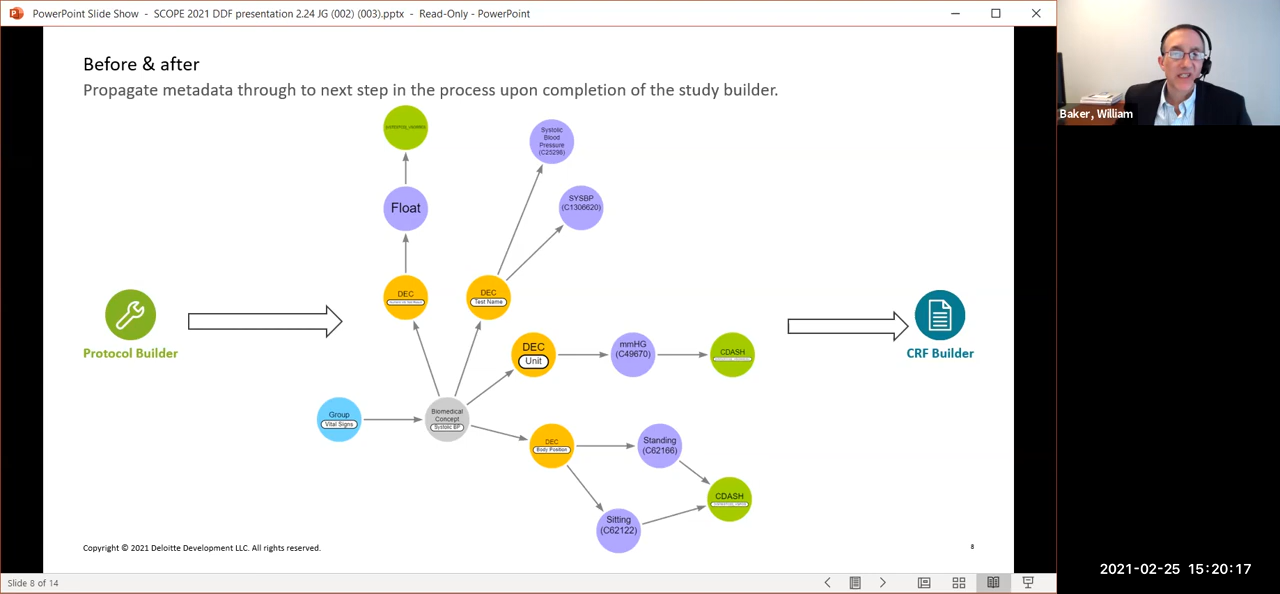 PowerPoint Slide Show - SCOPE 2021 DDF presentation 2.24 JG (002) (003).pptx - Read-Only - PowerPoint
Baker, William
Before & after
Propagate metadata through to next step in the process upon completion of the study builder.
Systolic
Blood
Pressure
(C25298)
SYSBP
(C1306620)
Float
DEC
DEC
Test Name
DEC
Unit
mmHG
(C49670)
CDASH
Protocol Builder
CRF Builder
Group
Vital Signs
Biomedical
Concept
Systolic BP
DEC
Body Position
Standing
(C62166)
CDASH
Sitting
(C62122)
Copyright © 2021 Deloitte Development LLC. All rights reserved.
8
Slide 8 of 14
2021-02-25 15:20:17